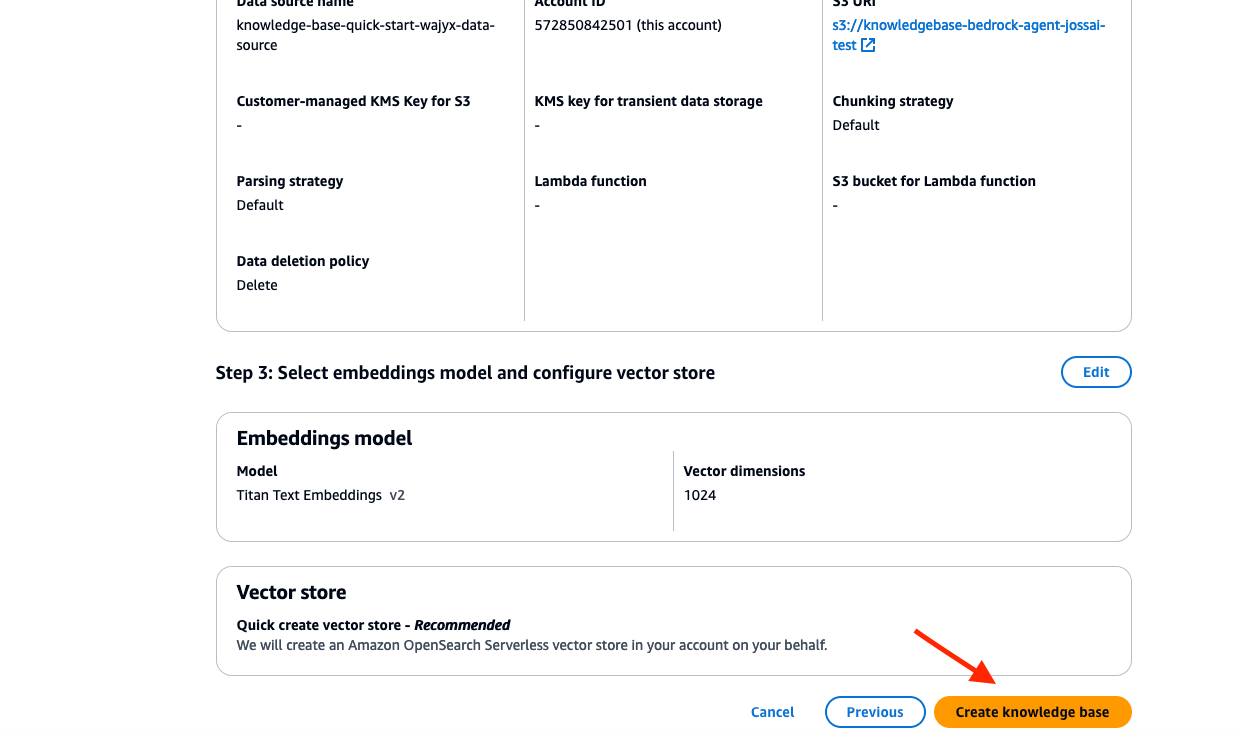 Data source name
Account ID
S3 URI
knowledge-base-quick-start-wajyx-data-
source
572850842501 (this account)
s3://knowledgebase-bedrock-agent-jossai-
test
Customer-managed KMS Key for S3
-
KMS key for transient data storage
-
Chunking strategy
Default
Parsing strategy
Default
Lambda function
-
S3 bucket for Lambda function
-
Data deletion policy
Delete
Step 3: Select embeddings model and configure vector store
Edit
Embeddings model
Model
Titan Text Embeddings v2
Vector dimensions
1024
Vector store
Quick create vector store - Recommended
We will create an Amazon OpenSearch Serverless vector store in your account on your behalf.
Cancel
Previous
Create knowledge base